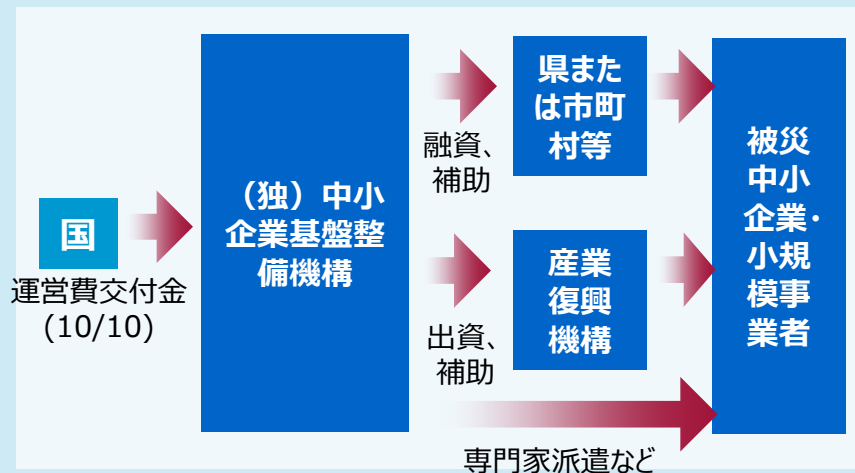 国
運営費交付金
(10/10)
（独）中小
企業基盤整
備機構
融資、
補助
県また
は市町
村等
出資、
補助
産業
復興
機構
専門家派遣など
被災
中小
企業・
小規
模事
業者